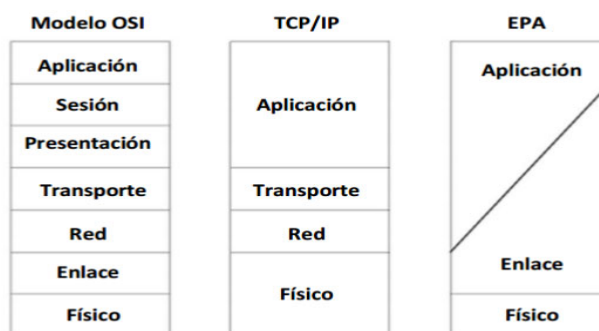 Modelo OSI
Aplicación
Sesión
Presentación
Transporte
Red
Enlace
Físico
TCP/IP
Aplicación
Transporte
Red
Físico
EPA
Aplicación
Enlace
Físico